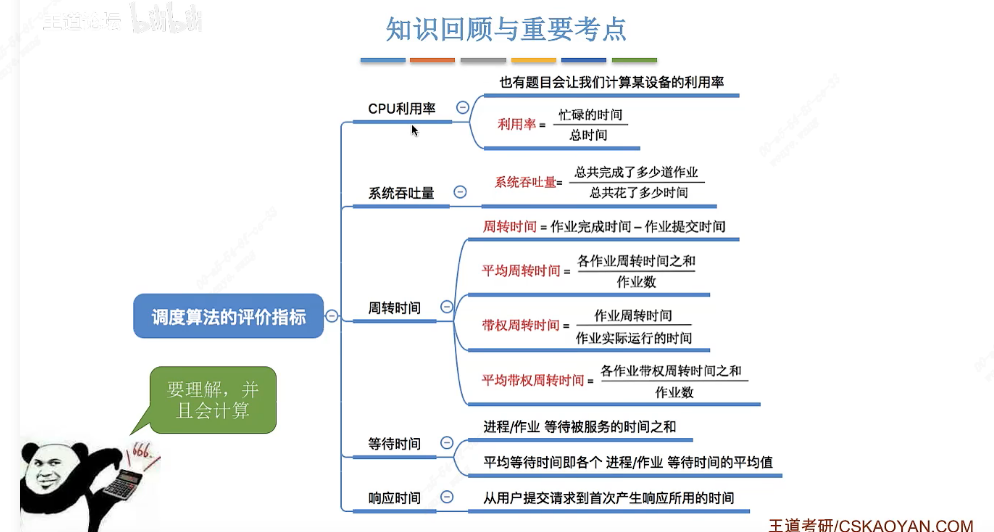 知识回顾与重要考点
也有题目会让我们计算某设备的利用率
CPU利用率
利用率 = 忙碌的时间
总时间
系统吞吐量
系统吞吐量= 总共完成了多少道作业
总共花了多少时间
周转时间
周转时间 = 作业完成时间 – 作业提交时间
平均周转时间 = 各作业周转时间之和
作业数
带权周转时间 = 作业周转时间
作业实际运行的时间
平均带权周转时间 = 各作业带权周转时间之和
作业数
调度算法的评价指标
要理解，并
且会计算
666.
等待时间
进程/作业 等待被服务的时间之和
平均等待时间即各个 进程/作业 等待时间的平均值
响应时间
从用户提交请求到首次产生响应所用的时间
王道考研/CSKAOYAN.COM